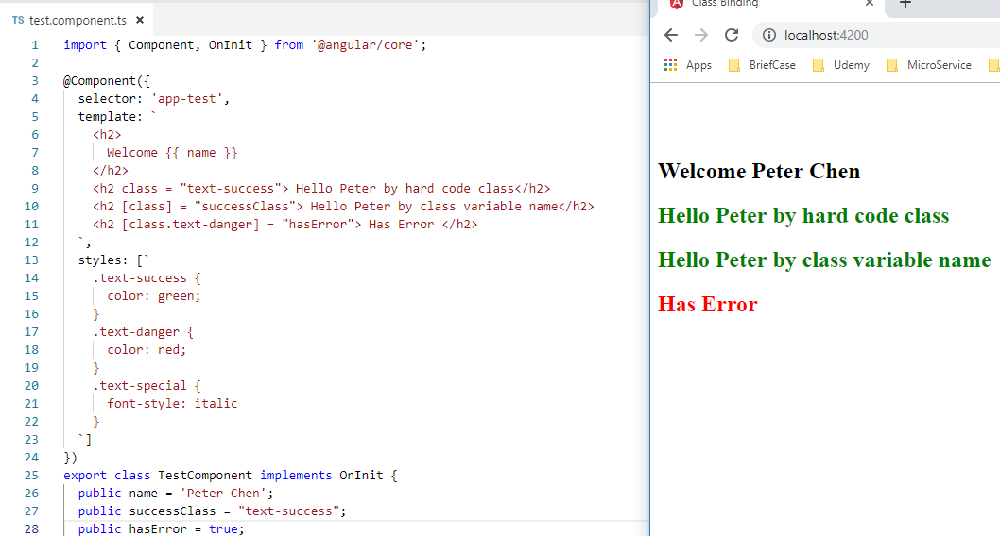 TS test.component.ts ×
1 import { Component, OnInit } from '@angular/core';
2
3 @Component({
4 selector: 'app-test',
5 template: `
6 <h2>
7 Welcome {{ name }}
8 </h2>
9 <h2 class = "text-success"> Hello Peter by hard code class</h2>
10 <h2 [class] = "successClass"> Hello Peter by class variable name</h2>
11 <h2 [class.text-danger] = "hasError"> Has Error </h2>
12 `,
13 styles: [`
14 .text-success {
15 color: green;
16 }
17 .text-danger {
18 color: red;
19 }
20 .text-special {
21 font-style: italic
22 }
23 `]
24 })
25 export class TestComponent implements OnInit {
26 public name = 'Peter Chen';
27 public successClass = "text-success";
28 public hasError = true;
Class Binding × +
localhost:4200
Apps BriefCase Udemy MicroService
Welcome Peter Chen
Hello Peter by hard code class
Hello Peter by class variable name
Has Error